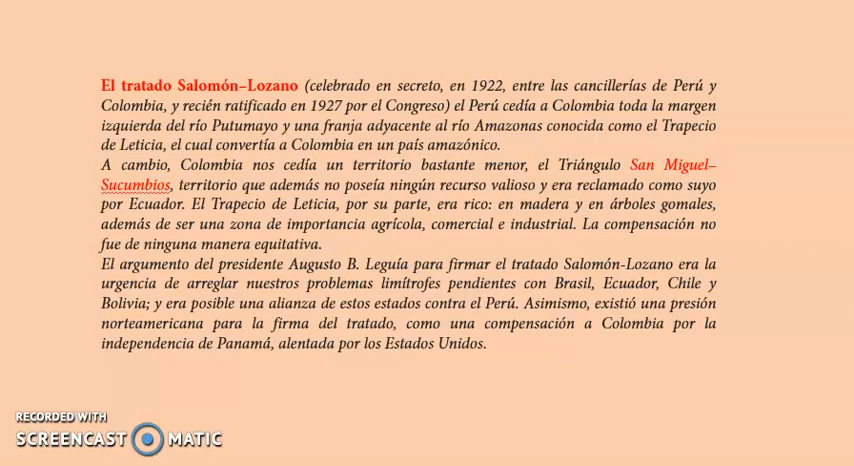 El tratado Salomón–Lozano (celebrado en secreto, en 1922, entre las cancillerías de Perú y
Colombia, y recién ratificado en 1927 por el Congreso) el Perú cedía a Colombia toda la margen
izquierda del río Putumayo y una franja adyacente al río Amazonas conocida como el Trapecio
de Leticia, el cual convertía a Colombia en un país amazónico.
A cambio, Colombia nos cedía un territorio bastante menor, el Triángulo San Miguel–
Sucumbios, territorio que además no poseía ningún recurso valioso y era reclamado como suyo
por Ecuador. El Trapecio de Leticia, por su parte, era rico: en madera y en árboles gomales,
además de ser una zona de importancia agrícola, comercial e industrial. La compensación no
fue de ninguna manera equitativa.
El argumento del presidente Augusto B. Leguía para firmar el tratado Salomón-Lozano era la
urgencia de arreglar nuestros problemas limítrofes pendientes con Brasil, Ecuador, Chile y
Bolivia; y era posible una alianza de estos estados contra el Perú. Asimismo, existió una presión
norteamericana para la firma del tratado, como una compensación a Colombia por la
independencia de Panamá, alentada por los Estados Unidos.
RECORDED WITH
SCREENCAST MATIC